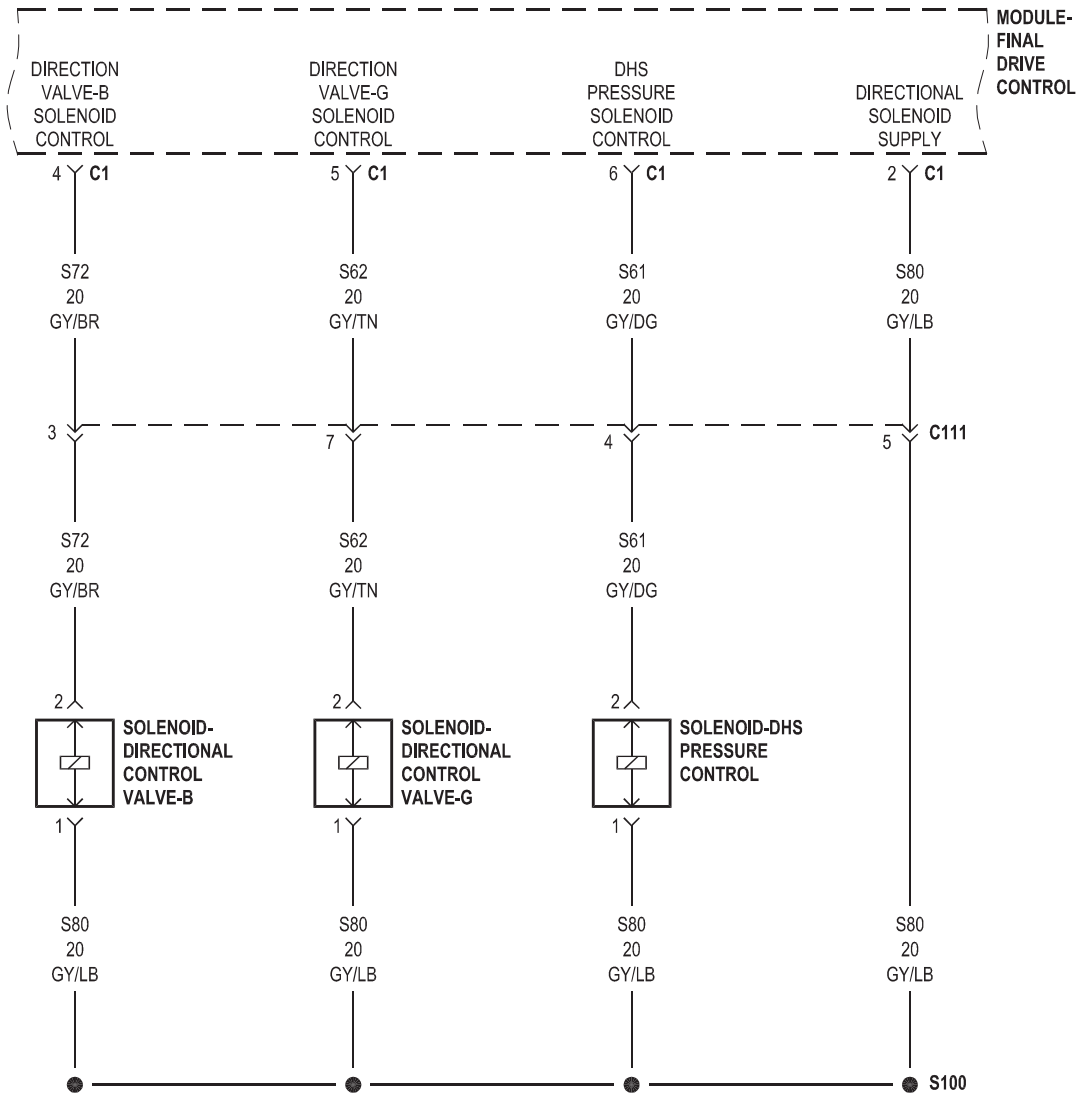 MODULE-
FINAL
DRIVE
CONTROL
DIRECTION
VALVE-B
SOLENOID
CONTROL
DIRECTION
VALVE-G
SOLENOID
CONTROL
DHS
PRESSURE
SOLENOID
CONTROL
DIRECTIONAL
SOLENOID
SUPPLY
4 C1
5 C1
6 C1
2 C1
S72
20
GY/BR
S62
20
GY/TN
S61
20
GY/DG
S80
20
GY/LB
3
7
4
5 C111
S72
20
GY/BR
S62
20
GY/TN
S61
20
GY/DG
2
SOLENOID-
DIRECTIONAL
CONTROL
VALVE-B
1
2
SOLENOID-
DIRECTIONAL
CONTROL
VALVE-G
1
2
SOLENOID-DHS
PRESSURE
CONTROL
1
S80
20
GY/LB
S80
20
GY/LB
S80
20
GY/LB
S80
20
GY/LB
S100